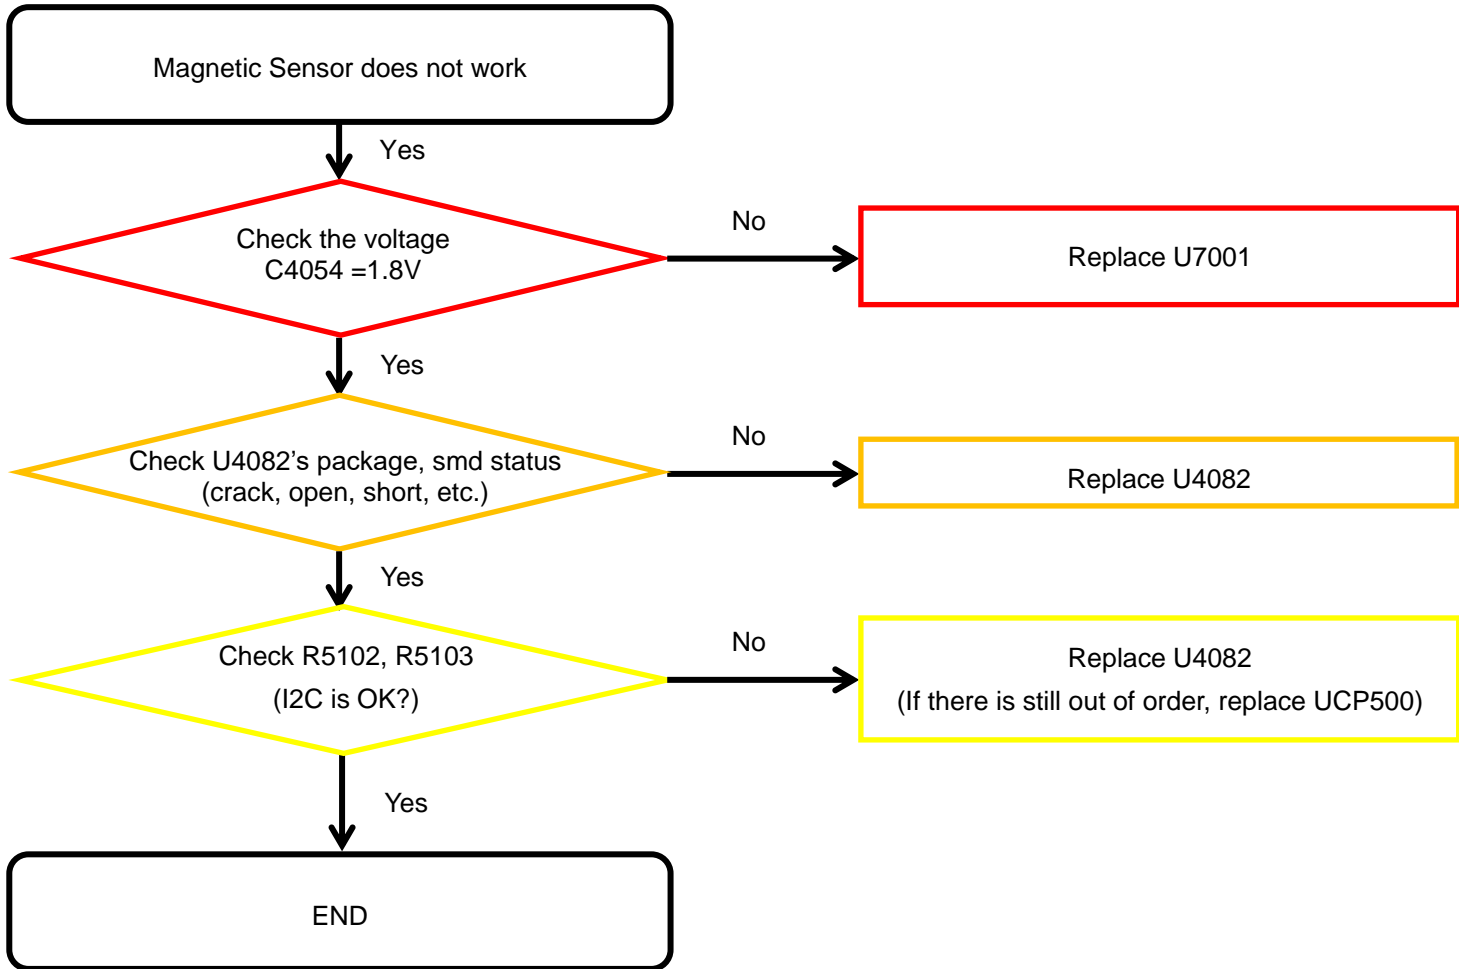 Magnetic Sensor does not work
Yes
Check the voltage
C4054 =1.8V
No
Replace U7001
Yes
Check U4082’s package, smd status
(crack, open, short, etc.)
No
Replace U4082
Yes
Check R5102, R5103
(I2C is OK?)
No
Replace U4082
(If there is still out of order, replace UCP500)
Yes
END